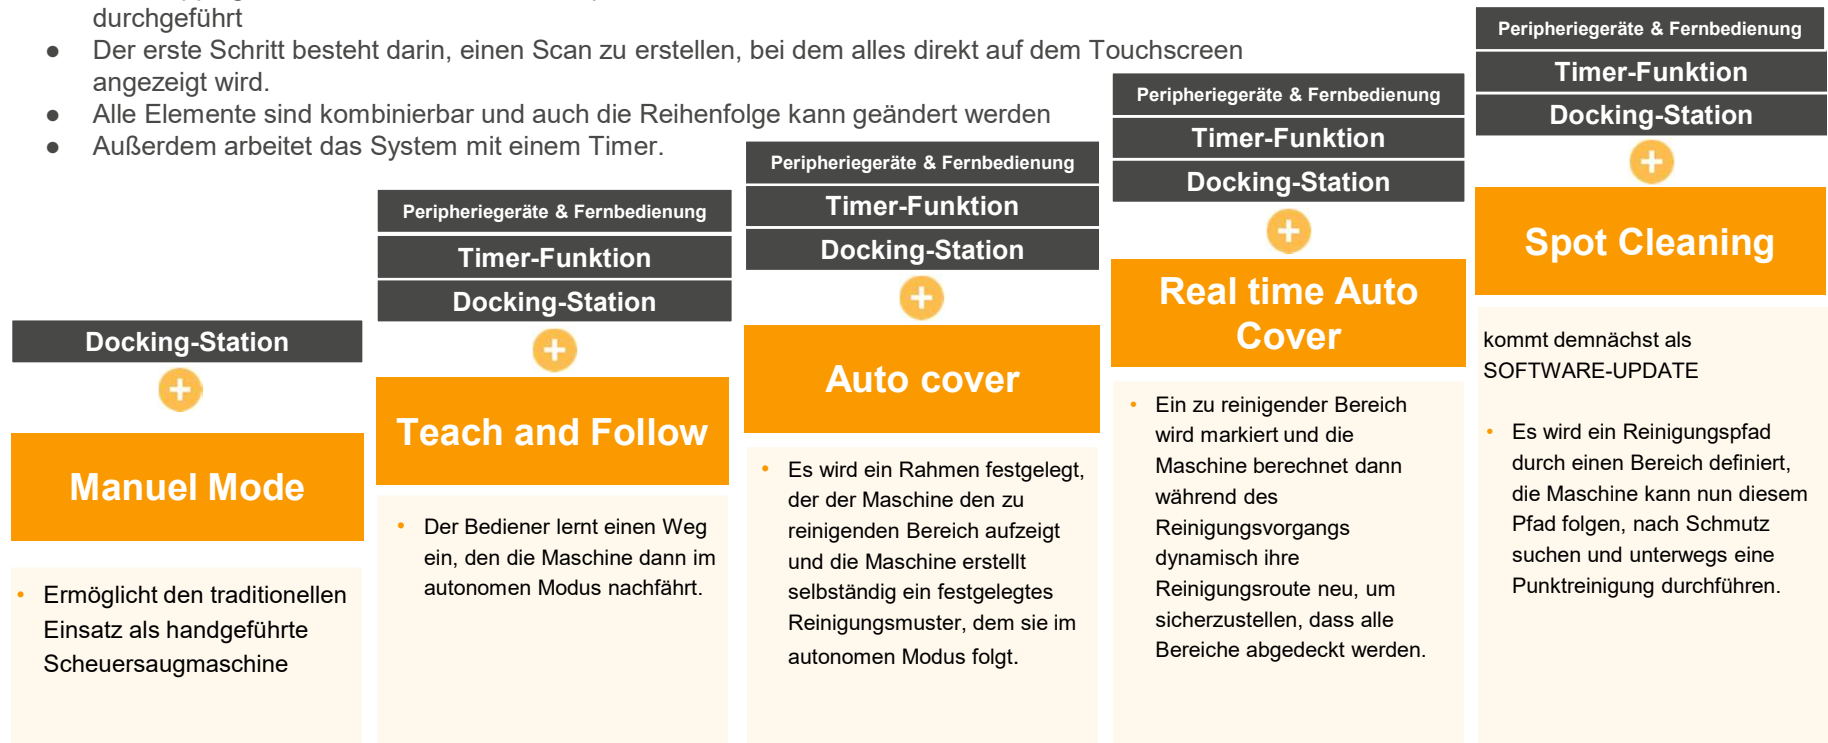 durchgeführt
● Der erste Schritt besteht darin, einen Scan zu erstellen, bei dem alles direkt auf dem Touchscreen
angezeigt wird.
● Alle Elemente sind kombinierbar und auch die Reihenfolge kann geändert werden
● Außerdem arbeitet das System mit einem Timer.
Docking-Station
+
Manuel Mode
• Ermöglicht den traditionellen
Einsatz als handgeführte
Scheuersaugmaschine
Peripheriegeräte & Fernbedienung
Timer-Funktion
Docking-Station
+
Teach and Follow
• Der Bediener lernt einen Weg
ein, den die Maschine dann im
autonomen Modus nachfährt.
Peripheriegeräte & Fernbedienung
Timer-Funktion
Docking-Station
+
Auto cover
• Es wird ein Rahmen festgelegt,
der der Maschine den zu
reinigenden Bereich aufzeigt
und die Maschine erstellt
selbständig ein festgelegtes
Reinigungsmuster, dem sie im
autonomen Modus folgt.
Peripheriegeräte & Fernbedienung
Timer-Funktion
Docking-Station
+
Real time Auto
Cover
• Ein zu reinigender Bereich
wird markiert und die
Maschine berechnet dann
während des
Reinigungsvorgangs
dynamisch ihre
Reinigungsroute neu, um
sicherzustellen, dass alle
Bereiche abgedeckt werden.
Peripheriegeräte & Fernbedienung
Timer-Funktion
Docking-Station
+
Spot Cleaning
kommt demnächst als
SOFTWARE-UPDATE
• Es wird ein Reinigungspfad
durch einen Bereich definiert,
die Maschine kann nun diesem
Pfad folgen, nach Schmutz
suchen und unterwegs eine
Punktreinigung durchführen.